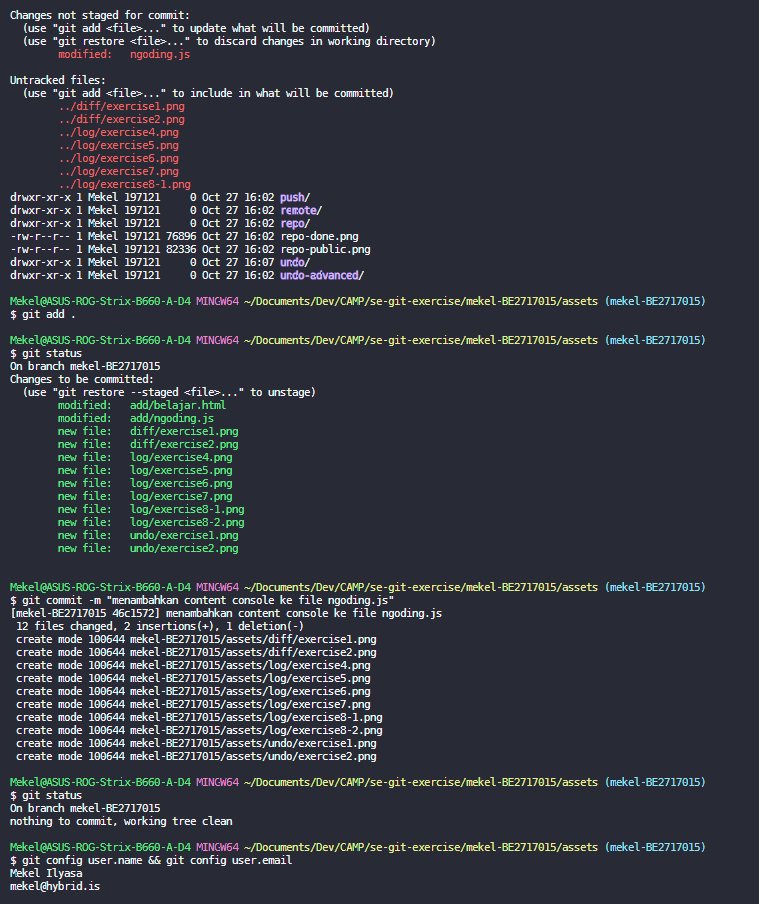 Changes not staged for commit:
  (use "git add <file>..." to update what will be committed)
  (use "git restore <file>..." to discard changes in working directory)
        modified:   ngoding.js

Untracked files:
  (use "git add <file>..." to include in what will be committed)
        ../diff/exercise1.png
        ../diff/exercise2.png
        ../log/exercise4.png
        ../log/exercise5.png
        ../log/exercise6.png
        ../log/exercise7.png
        ../log/exercise8-1.png
drwxr-xr-x 1 Mekel 197121     0 Oct 27 16:02 push/
drwxr-xr-x 1 Mekel 197121     0 Oct 27 16:02 remote/
drwxr-xr-x 1 Mekel 197121     0 Oct 27 16:02 repo/
-rw-r--r-- 1 Mekel 197121 76896 Oct 27 16:02 repo-done.png
-rw-r--r-- 1 Mekel 197121 82336 Oct 27 16:02 repo-public.png
drwxr-xr-x 1 Mekel 197121     0 Oct 27 16:07 undo/
drwxr-xr-x 1 Mekel 197121     0 Oct 27 16:02 undo-advanced/

Mekel@ASUS-ROG-Strix-B660-A-D4 MINGW64 ~/Documents/Dev/CAMP/se-git-exercise/mekel-BE2717015/assets (mekel-BE2717015)
$ git add .

Mekel@ASUS-ROG-Strix-B660-A-D4 MINGW64 ~/Documents/Dev/CAMP/se-git-exercise/mekel-BE2717015/assets (mekel-BE2717015)
$ git status
On branch mekel-BE2717015
Changes to be committed:
  (use "git restore --staged <file>..." to unstage)
        modified:   add/belajar.html
        modified:   add/ngoding.js
        new file:   diff/exercise1.png
        new file:   diff/exercise2.png
        new file:   log/exercise4.png
        new file:   log/exercise5.png
        new file:   log/exercise6.png
        new file:   log/exercise7.png
        new file:   log/exercise8-1.png
        new file:   log/exercise8-2.png
        new file:   undo/exercise1.png
        new file:   undo/exercise2.png

Mekel@ASUS-ROG-Strix-B660-A-D4 MINGW64 ~/Documents/Dev/CAMP/se-git-exercise/mekel-BE2717015/assets (mekel-BE2717015)
$ git commit -m "menambahkan content console ke file ngoding.js"
[mekel-BE2717015 46c1572] menambahkan content console ke file ngoding.js
 12 files changed, 2 insertions(+), 1 deletion(-)
 create mode 100644 mekel-BE2717015/assets/diff/exercise1.png
 create mode 100644 mekel-BE2717015/assets/diff/exercise2.png
 create mode 100644 mekel-BE2717015/assets/log/exercise4.png
 create mode 100644 mekel-BE2717015/assets/log/exercise5.png
 create mode 100644 mekel-BE2717015/assets/log/exercise6.png
 create mode 100644 mekel-BE2717015/assets/log/exercise7.png
 create mode 100644 mekel-BE2717015/assets/log/exercise8-1.png
 create mode 100644 mekel-BE2717015/assets/log/exercise8-2.png
 create mode 100644 mekel-BE2717015/assets/undo/exercise1.png
 create mode 100644 mekel-BE2717015/assets/undo/exercise2.png

Mekel@ASUS-ROG-Strix-B660-A-D4 MINGW64 ~/Documents/Dev/CAMP/se-git-exercise/mekel-BE2717015/assets (mekel-BE2717015)
$ git status
On branch mekel-BE2717015
nothing to commit, working tree clean

Mekel@ASUS-ROG-Strix-B660-A-D4 MINGW64 ~/Documents/Dev/CAMP/se-git-exercise/mekel-BE2717015/assets (mekel-BE2717015)
$ git config user.name && git config user.email
Mekel Ilyasa
mekel@hybrid.is